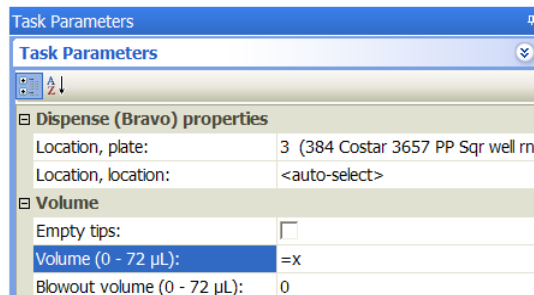 Task Parameters
Task Parameters
Dispense (Bravo) properties
Location, plate: 3 (384 Costar 3657 PP Sqr well rn
Location, location: <auto-select>
Volume
Empty tips:
Volume (0 - 72 µL): =x
Blowout volume (0 - 72 µL): 0